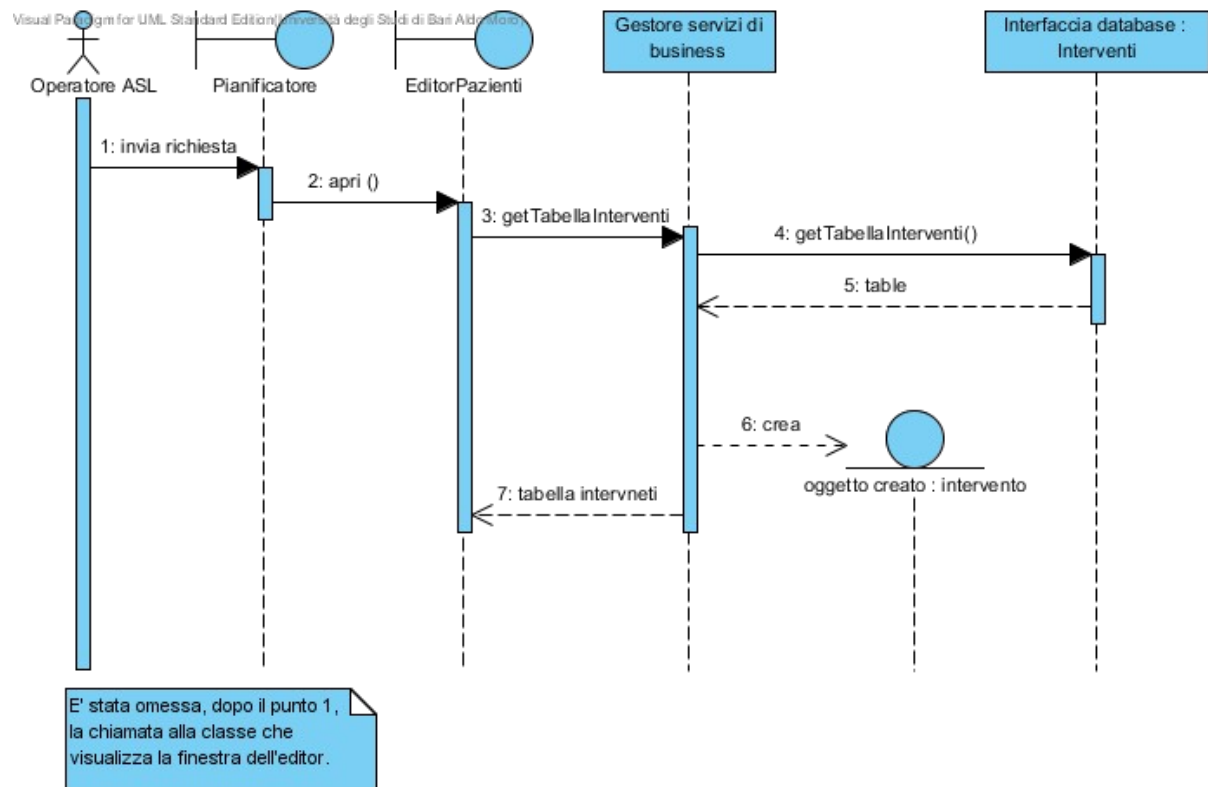 Visual Paradigm for UML Standard Edition(Università degli Studi di Bari Aldo Moro)
Operatore ASL
Pianificatore
EditorPazienti
Gestore servizi di
business
Interfaccia database :
Interventi
1: invia richiesta
2: apri ()
3: getTabellaInterventi
4: getTabellaInterventi()
5: table
6: crea
oggetto creato : intervento
7: tabella intervneti
E' stata omessa, dopo il punto 1,
la chiamata alla classe che
visualizza la finestra dell'editor.